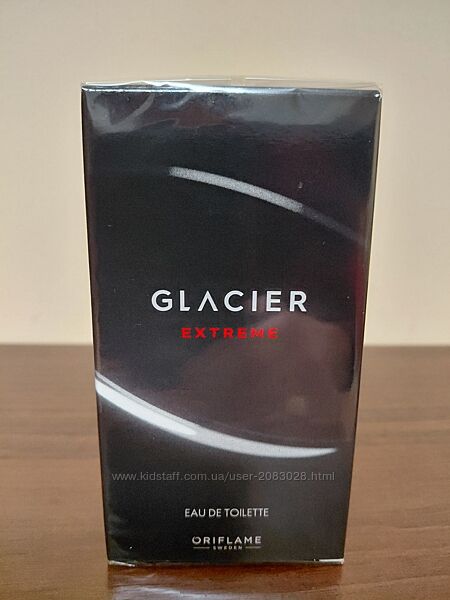 GLACIER
EXTREME
www.kidstaff.com.ua/user-2083028.html
EAU DE TOILETTE
ORIFLAME
SWEDEN